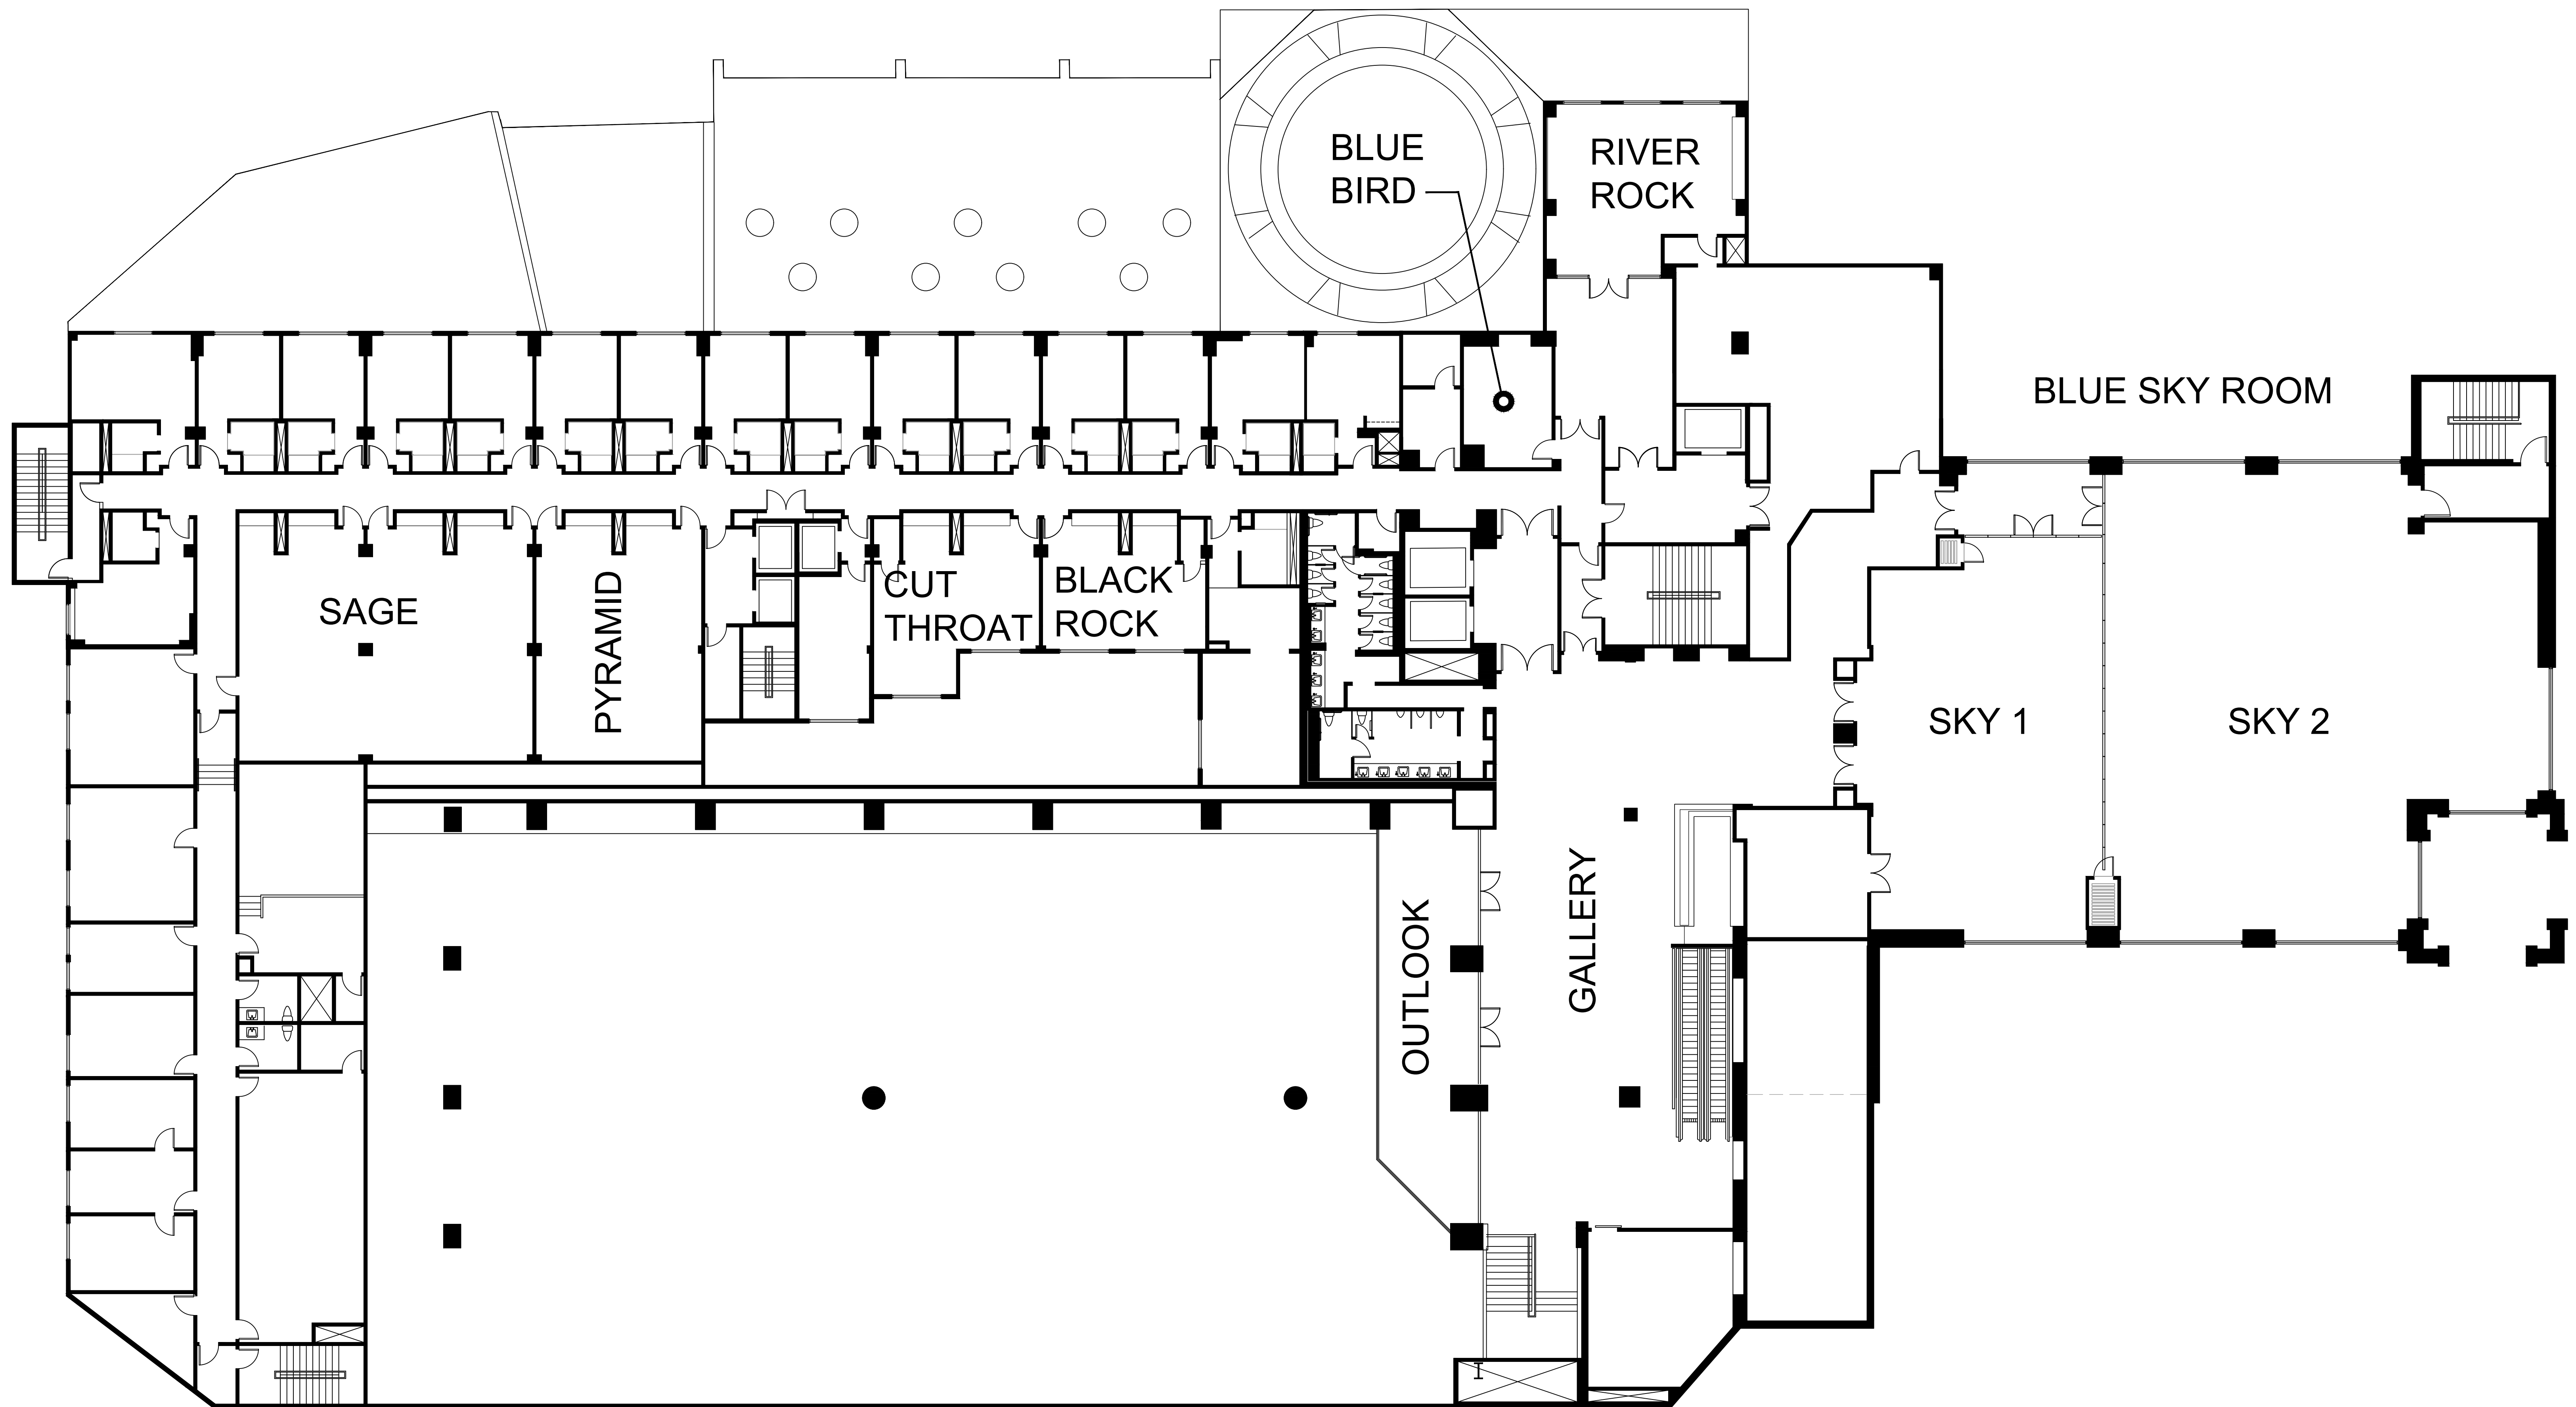 BLUE
BIRD
RIVER
ROCK
BLUE SKY ROOM
SAGE
PYRAMID
CUT
THROAT
BLACK
ROCK
SKY 1
SKY 2
OUTLOOK
GALLERY